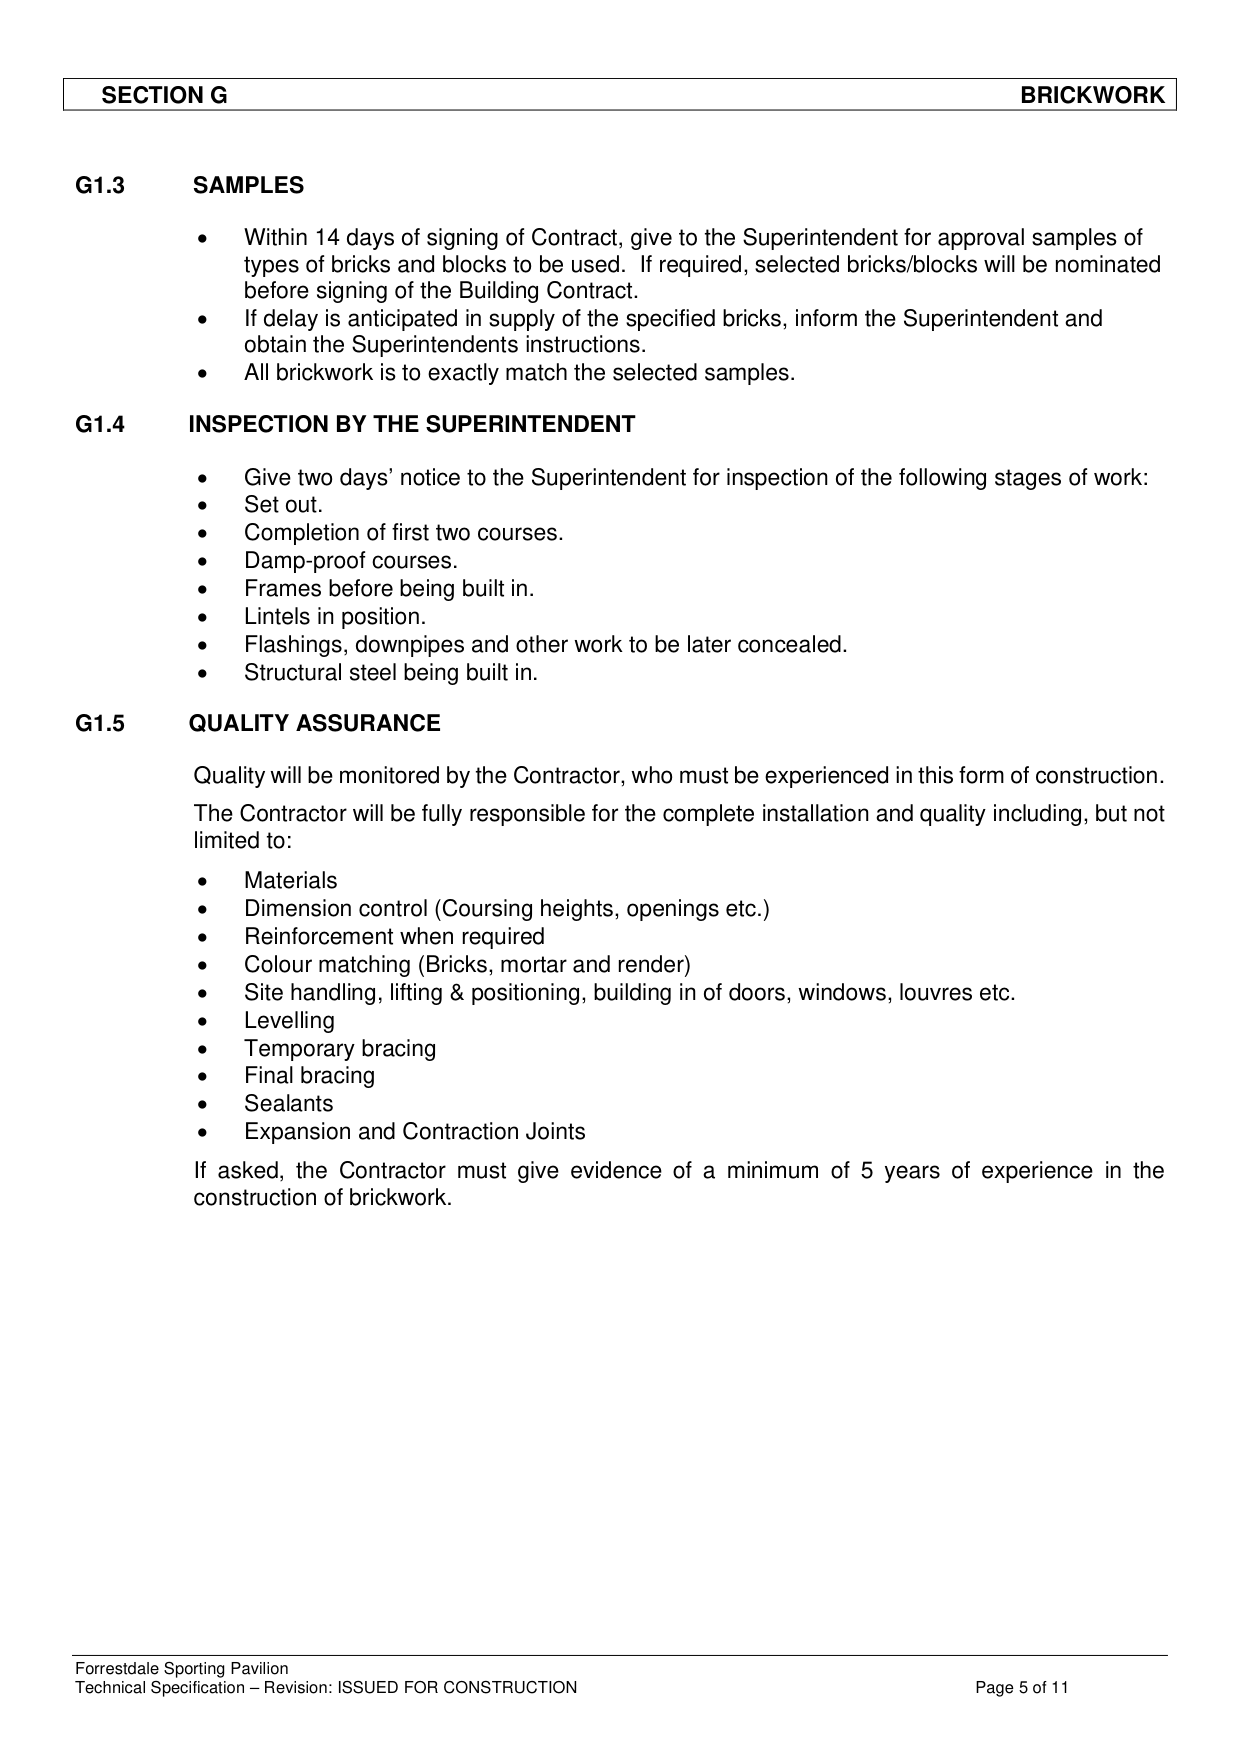 SECTION G BRICKWORK
G1.3 SAMPLES
• Within 14 days of signing of Contract, give to the Superintendent for approval samples of
types of bricks and blocks to be used.  If required, selected bricks/blocks will be nominated
before signing of the Building Contract.
• If delay is anticipated in supply of the specified bricks, inform the Superintendent and
obtain the Superintendents instructions.
• All brickwork is to exactly match the selected samples.
G1.4 INSPECTION BY THE SUPERINTENDENT
• Give two days’ notice to the Superintendent for inspection of the following stages of work:
• Set out.
• Completion of first two courses.
• Damp-proof courses.
• Frames before being built in.
• Lintels in position.
• Flashings, downpipes and other work to be later concealed.
• Structural steel being built in.
G1.5 QUALITY ASSURANCE
Quality will be monitored by the Contractor, who must be experienced in this form of construction.
The Contractor will be fully responsible for the complete installation and quality including, but not
limited to:
• Materials
• Dimension control (Coursing heights, openings etc.)
• Reinforcement when required
• Colour matching (Bricks, mortar and render)
• Site handling, lifting & positioning, building in of doors, windows, louvres etc.
• Levelling
• Temporary bracing
• Final bracing
• Sealants
• Expansion and Contraction Joints
If asked, the Contractor must give evidence of a minimum of 5 years of experience in the
construction of brickwork.
Forrestdale Sporting Pavilion
Technical Specification – Revision: ISSUED FOR CONSTRUCTION Page 5 of 11